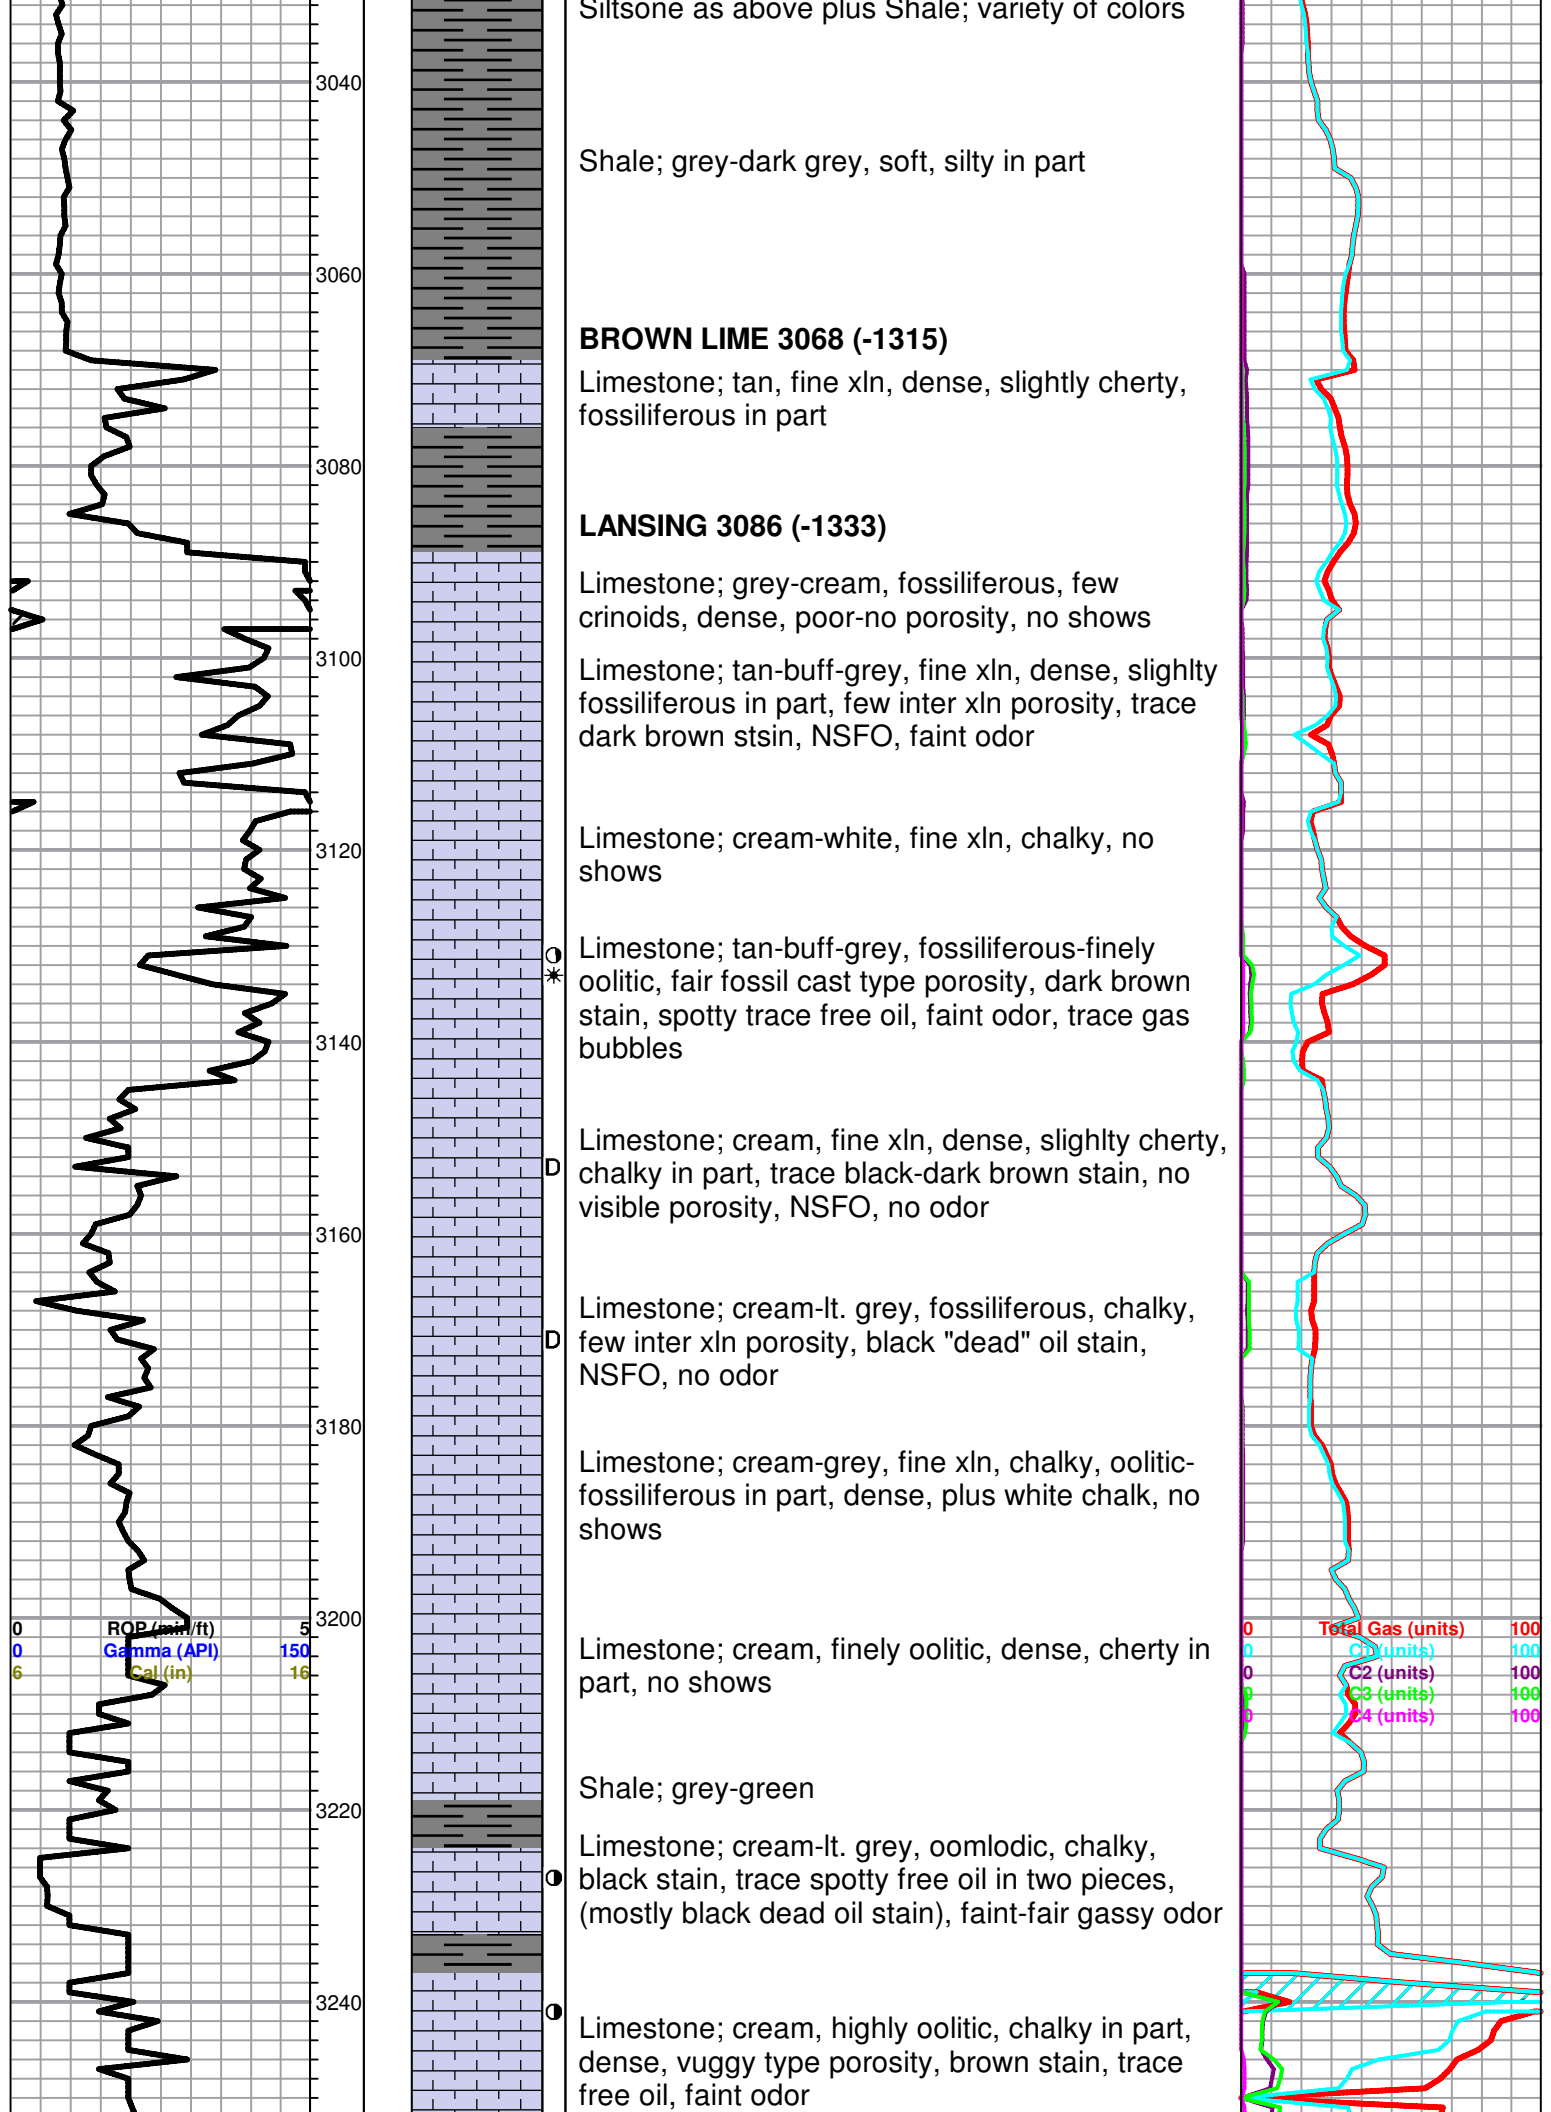 Siltsone as above plus Shale; variety of colors
3040
Shale; grey-dark grey, soft, silty in part
3060
BROWN LIME 3068 (-1315)
Limestone; tan, fine xln, dense, slightly cherty,
fossiliferous in part
3080
LANSING 3086 (-1333)
Limestone; grey-cream, fossiliferous, few
crinoids, dense, poor-no porosity, no shows
3100
Limestone; tan-buff-grey, fine xln, dense, slighlty
fossiliferous in part, few inter xln porosity, trace
dark brown stsin, NSFO, faint odor
3120
Limestone; cream-white, fine xln, chalky, no
shows
Limestone; tan-buff-grey, fossiliferous-finely
oolitic, fair fossil cast type porosity, dark brown
stain, spotty trace free oil, faint odor, trace gas
bubbles
3140
Limestone; cream, fine xln, dense, slighlty cherty,
D chalky in part, trace black-dark brown stain, no
visible porosity, NSFO, no odor
3160
Limestone; cream-lt. grey, fossiliferous, chalky,
D few inter xln porosity, black "dead" oil stain,
NSFO, no odor
3180
Limestone; cream-grey, fine xln, chalky, oolitic-
fossiliferous in part, dense, plus white chalk, no
shows
3200
0 ROP (min/ft) 5
0 Gamma (API) 150
6 Cal (in) 16
Limestone; cream, finely oolitic, dense, cherty in
part, no shows
0 Total Gas (units) 100
0 C1 (units) 100
0 C2 (units) 100
0 C3 (units) 100
0 C4 (units) 100
Shale; grey-green
3220
Limestone; cream-lt. grey, oomlodic, chalky,
black stain, trace spotty free oil in two pieces,
(mostly black dead oil stain), faint-fair gassy odor
3240
Limestone; cream, highly oolitic, chalky in part,
dense, vuggy type porosity, brown stain, trace
free oil, faint odor